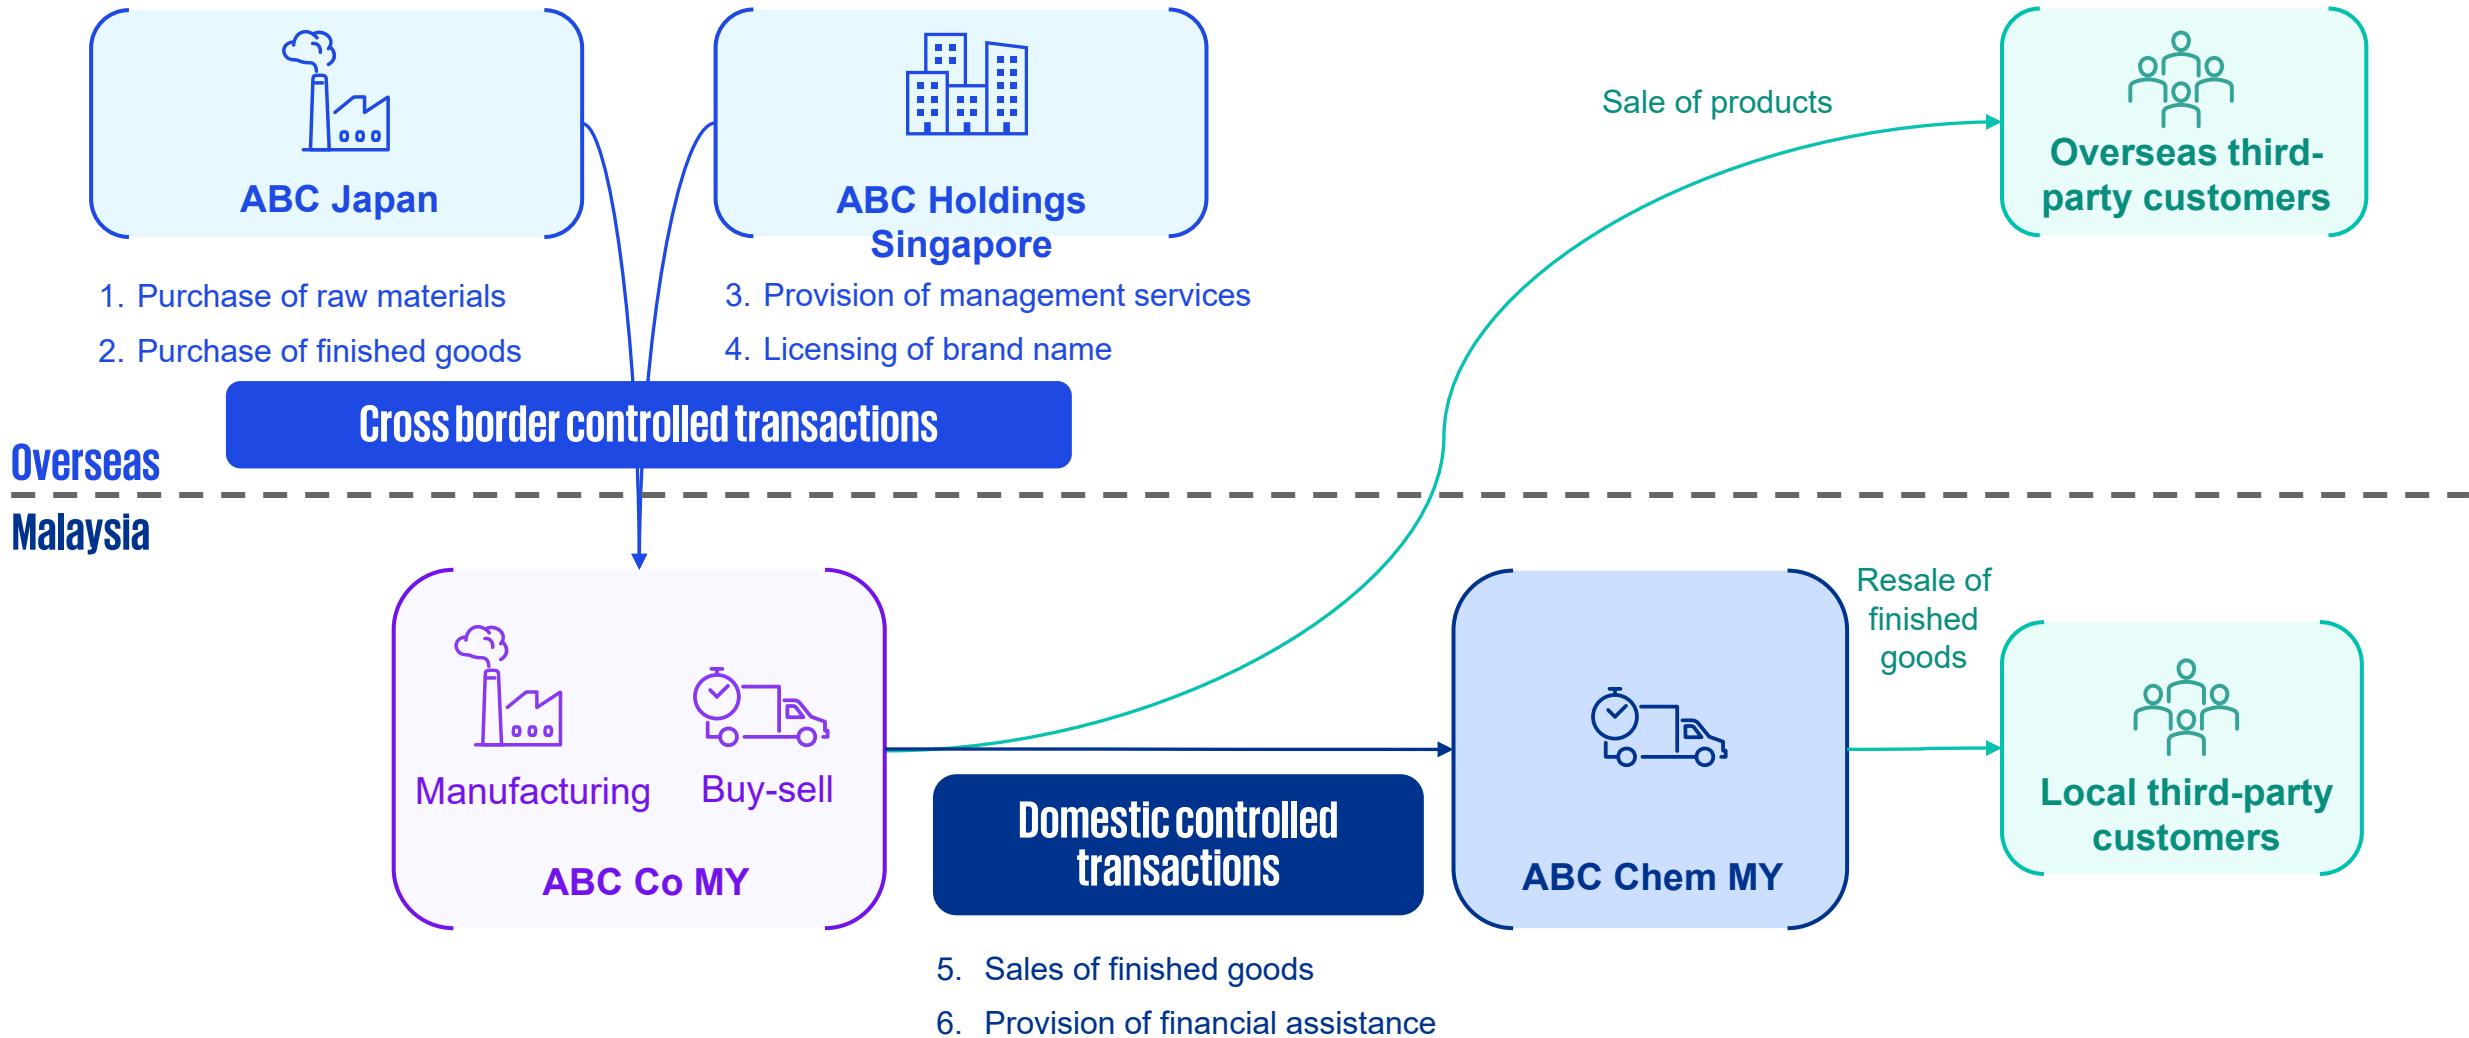 ABC Japan
ABC Holdings
Singapore
1. Purchase of raw materials
2. Purchase of finished goods
3. Provision of management services
4. Licensing of brand name
Cross border controlled transactions
Sale of products
Overseas third-
party customers
Overseas
Malaysia
Manufacturing
Buy-sell
ABC Co MY
Domestic controlled
transactions
5. Sales of finished goods
6. Provision of financial assistance
ABC Chem MY
Resale of
finished
goods
Local third-party
customers